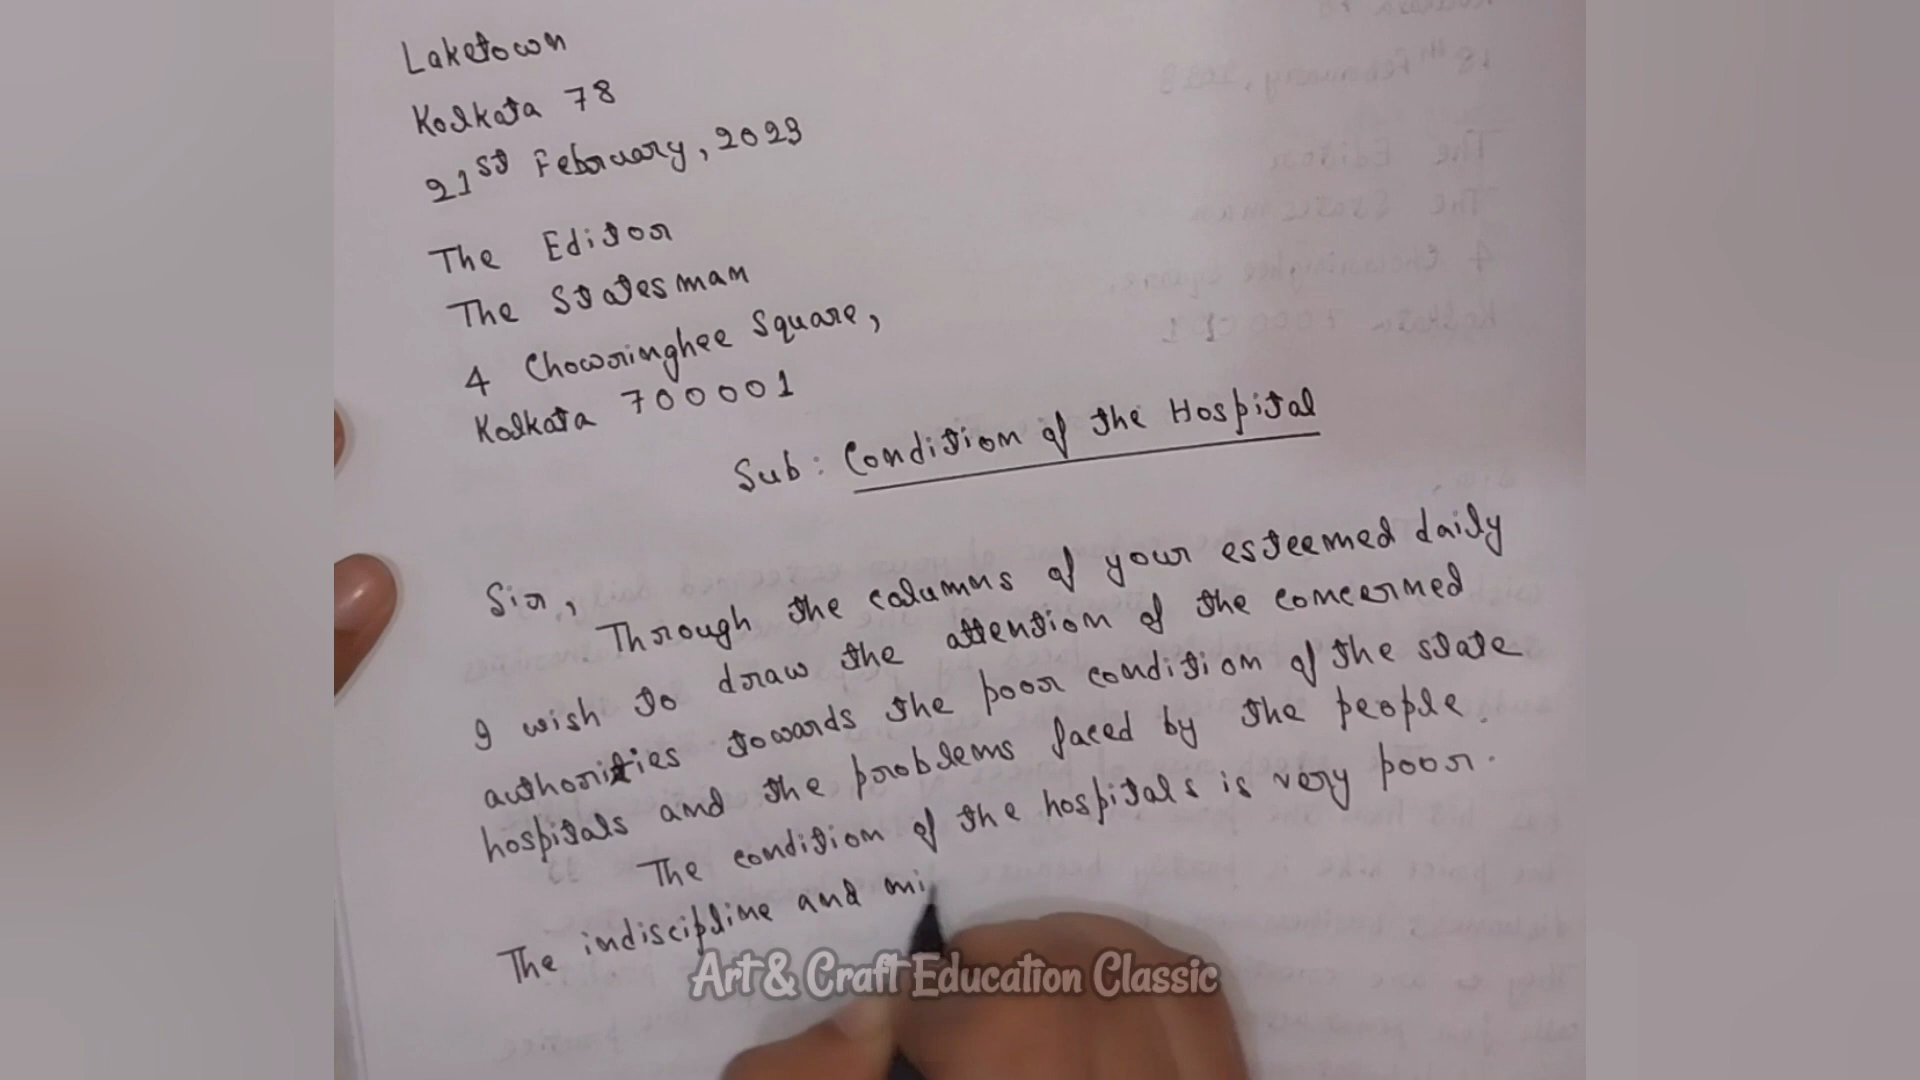 Laketown
Kolkata 78
21st February, 2023
The Editor
The Statesman
4 Chowringhee Square,
Kolkata 700001
Sub: Condition of the Hospital
Sir,
Through the columns of your esteemed daily
I wish to draw the attention of the concerned
authorities towards the poor condition of the state
hospitals and the problems faced by the people.
The condition of the hospitals is very poor.
The indiscipline and mi
Art & Craft Education Classic